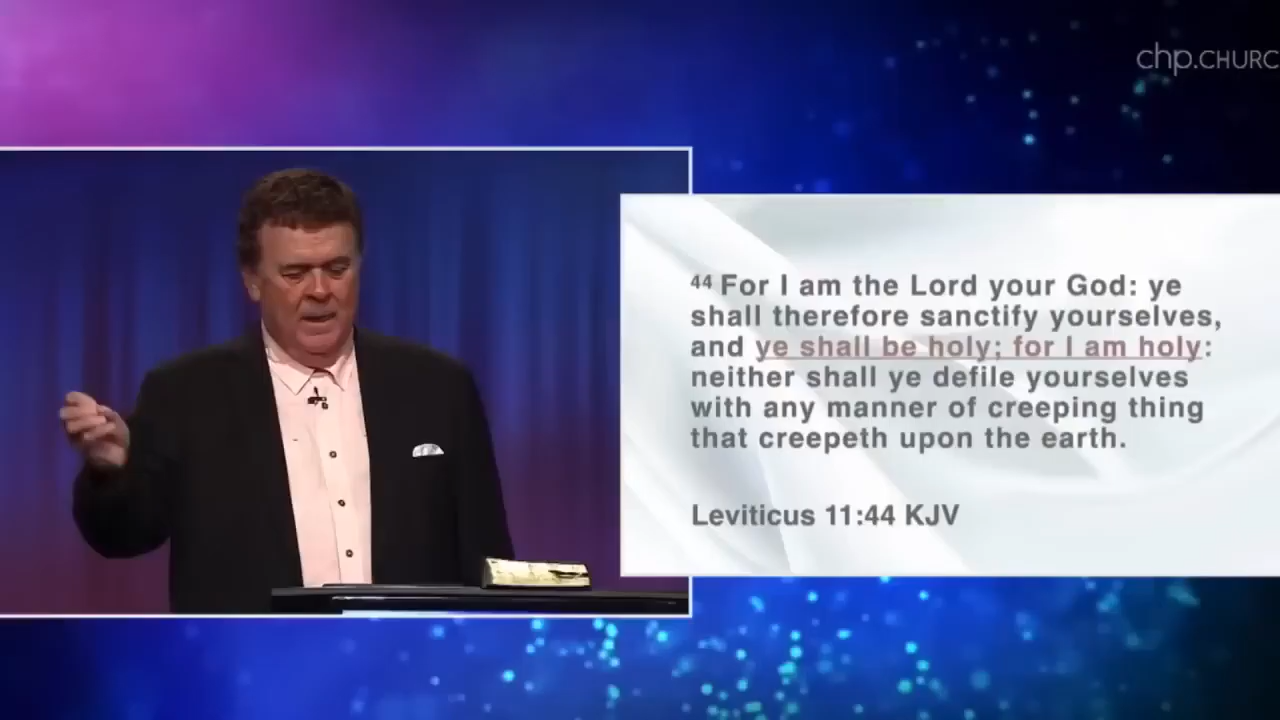 chp.CHURC
44 For I am the Lord your God: ye
shall therefore sanctify yourselves,
and ye shall be holy; for I am holy:
neither shall ye defile yourselves
with any manner of creeping thing
that creepeth upon the earth.
Leviticus 11:44 KJV